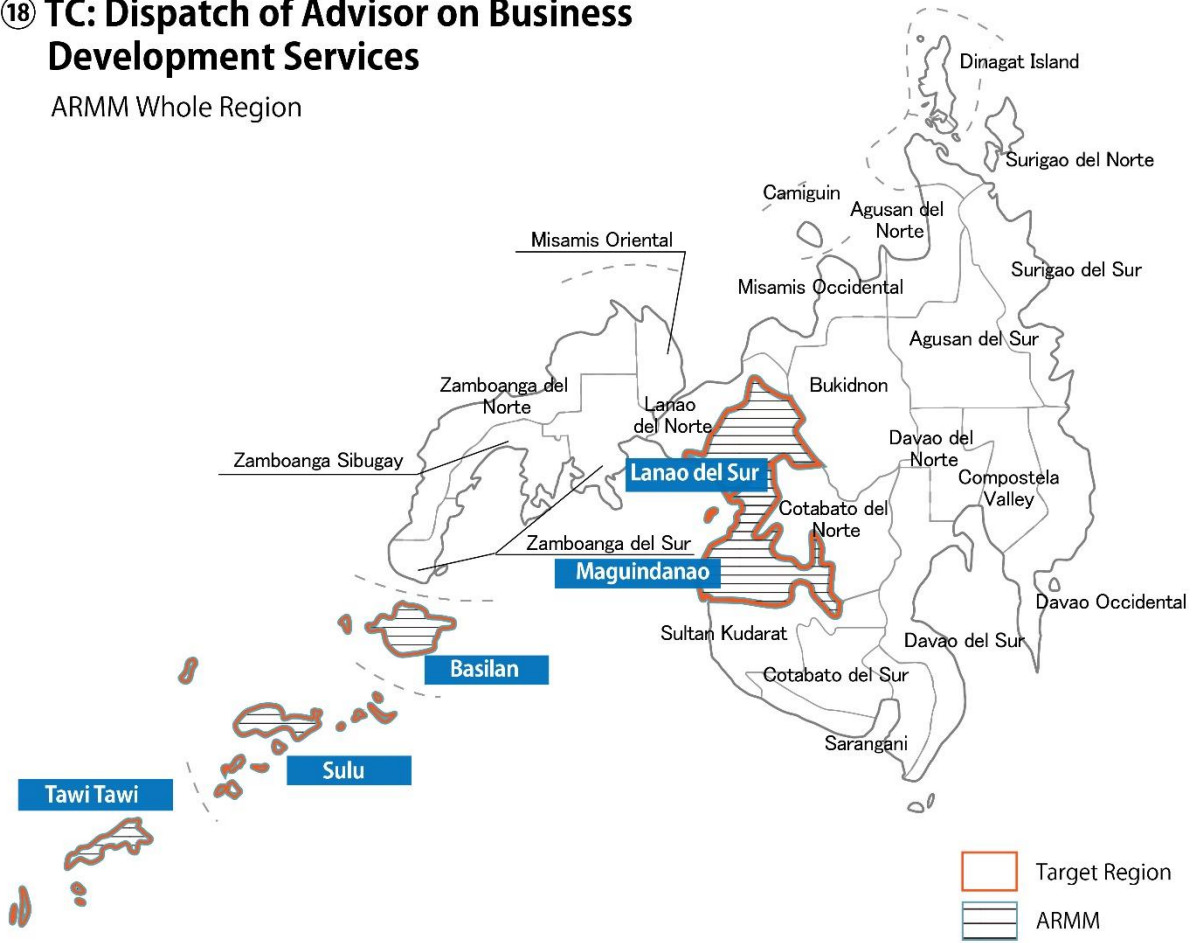 ⑱ TC: Dispatch of Advisor on Business
Development Services
ARMM Whole Region
Dinagat Island
Surigao del Norte
Camiguin
Agusan del
Norte
Misamis Oriental
Surigao del Sur
Misamis Occidental
Agusan del Sur
Zamboanga del
Norte
Bukidnon
Lanao
del Norte
Davao del
Norte
Zamboanga Sibugay
Lanao del Sur
Compostela
Valley
Cotabato del
Norte
Zamboanga del Sur
Maguindanao
Davao Occidental
Sultan Kudarat
Davao del Sur
Basilan
Cotabato del Sur
Sarangani
Sulu
Tawi Tawi
Target Region
ARMM